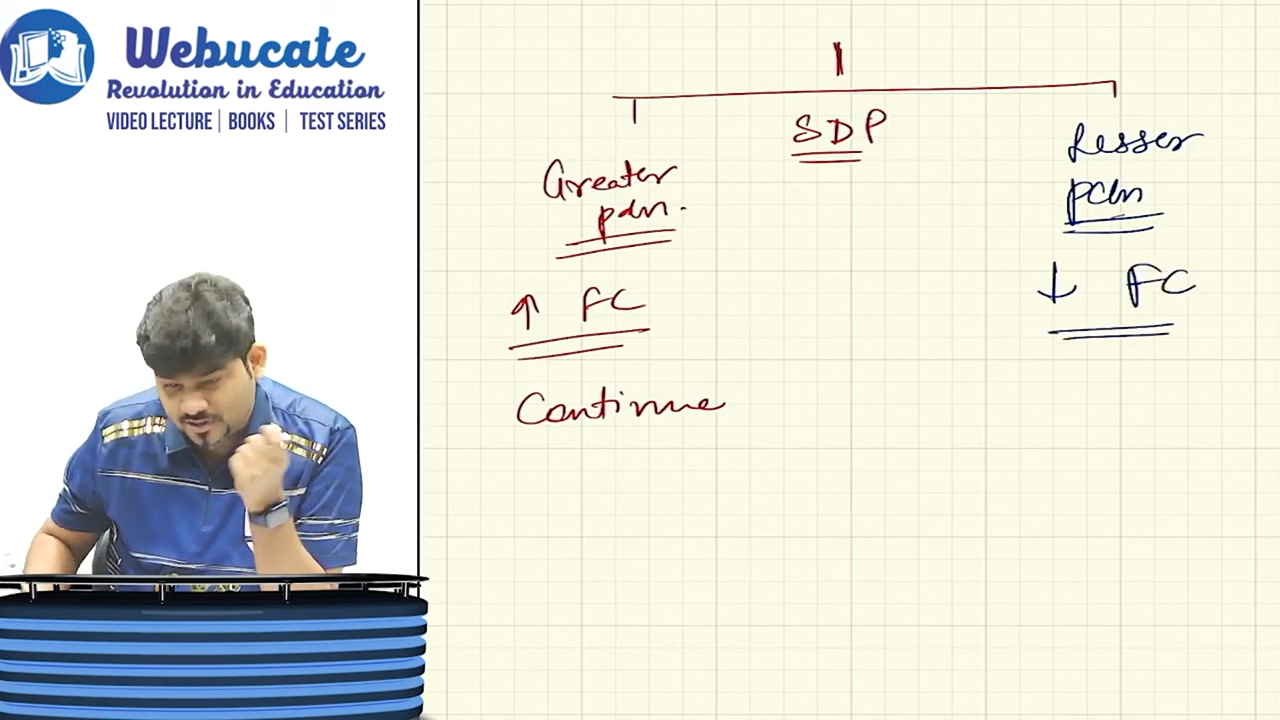 Webucate
Revolution in Education
VIDEO LECTURE | BOOKS | TEST SERIES
SDP
Greater
pdn.
↑ FC
Continue
Lesser
pdn
↓ FC